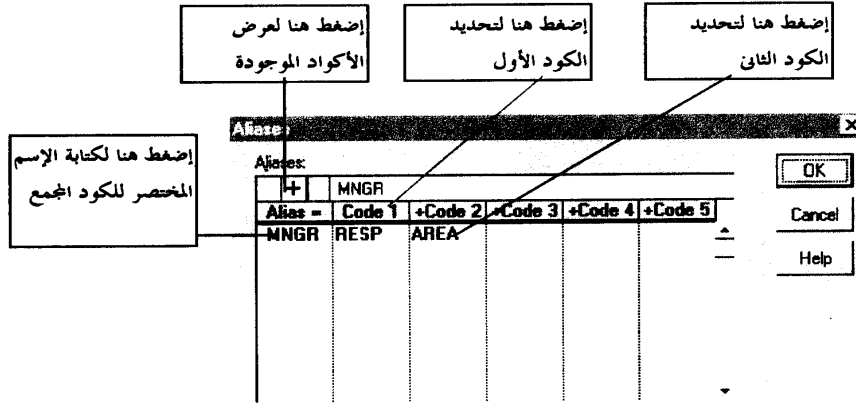 إضغط هنا لعرض
الأكواد الموجودة
إضغط هنا لتحديد
الكود الأول
إضغط هنا لتحديد
الكود الثانى
إضغط هنا لكتابة الإسم
المختصر للكود المجمع
Aliases
Aliases:
+ MNGR
Alias = Code 1 +Code 2 +Code 3 +Code 4 +Code 5
MNGR RESP AREA
OK
Cancel
Help